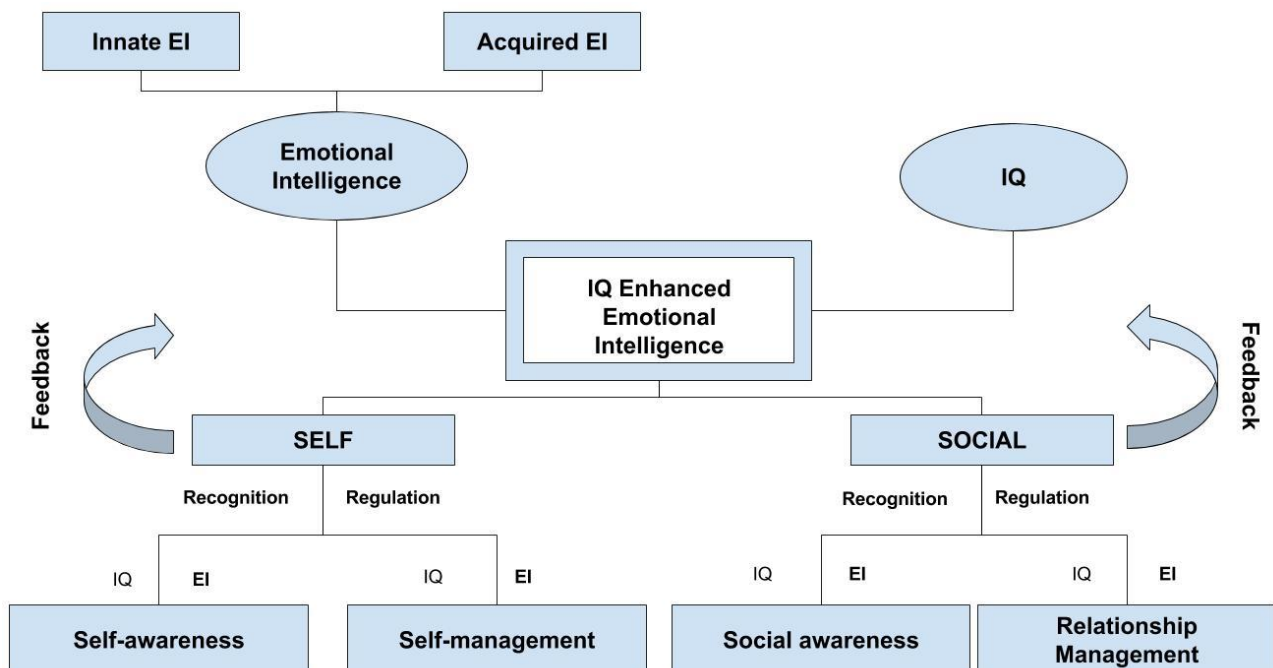 Innate EI
Acquired EI
Emotional
Intelligence
IQ
IQ Enhanced
Emotional
Intelligence
Feedback
Feedback
SELF
SOCIAL
Recognition
Regulation
Recognition
Regulation
IQ
EI
IQ
EI
IQ
EI
IQ
EI
Self-awareness
Self-management
Social awareness
Relationship
Management